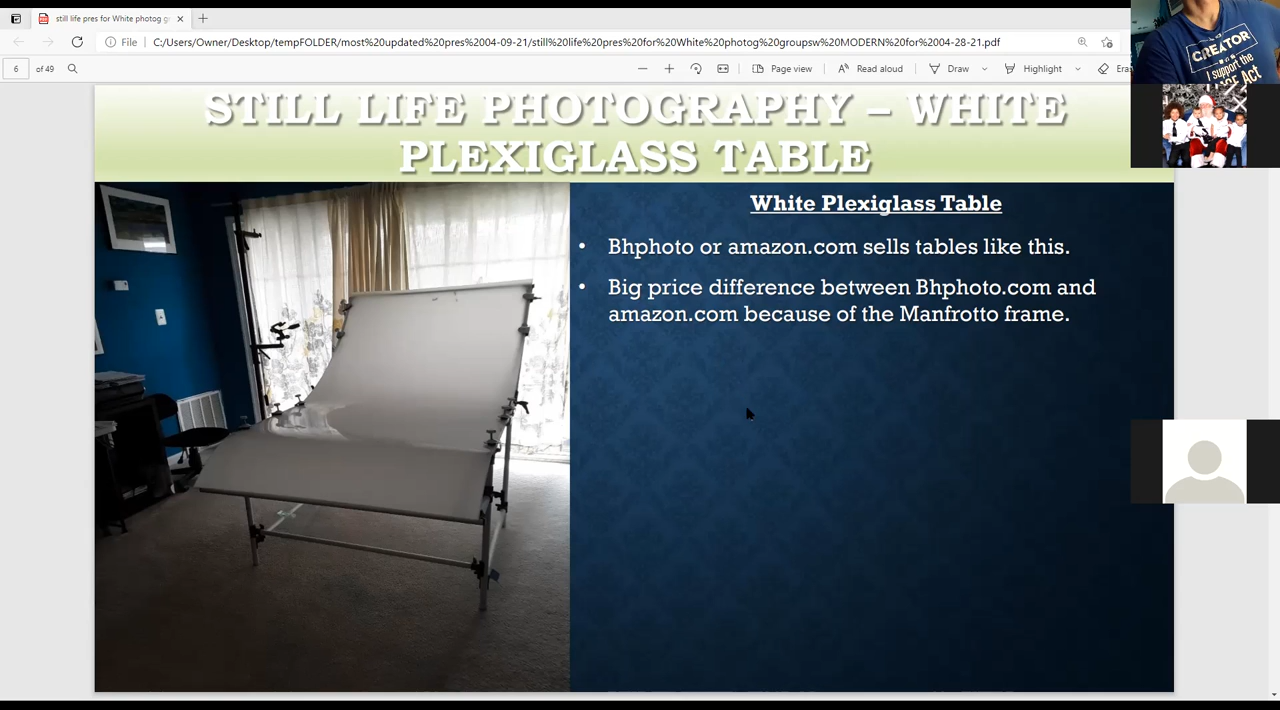 still life pres for White photog g
File
C:/Users/Owner/Desktop/tempFOLDER/most%20updated%20pres%2004-09-21/still%20life%20pres%20for%20White%20photog%20groupsw%20MODERN%20for%2004-28-21.pdf
6 of 49
Page view
Read aloud
Draw
Highlight
STILL LIFE PHOTOGRAPHY – WHITE
PLEXIGLASS TABLE
White Plexiglass Table
• Bhphoto or amazon.com sells tables like this.
• Big price difference between Bhphoto.com and
amazon.com because of the Manfrotto frame.
CREATOR
I support the
Act